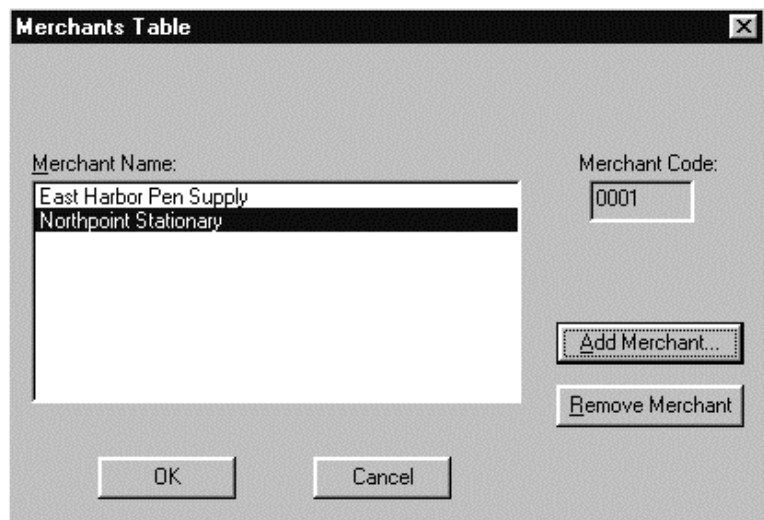 Merchants Table
Merchant Name:
Merchant Code:
East Harbor Pen Supply
Northpoint Stationary
0001
Add Merchant...
Remove Merchant
OK
Cancel